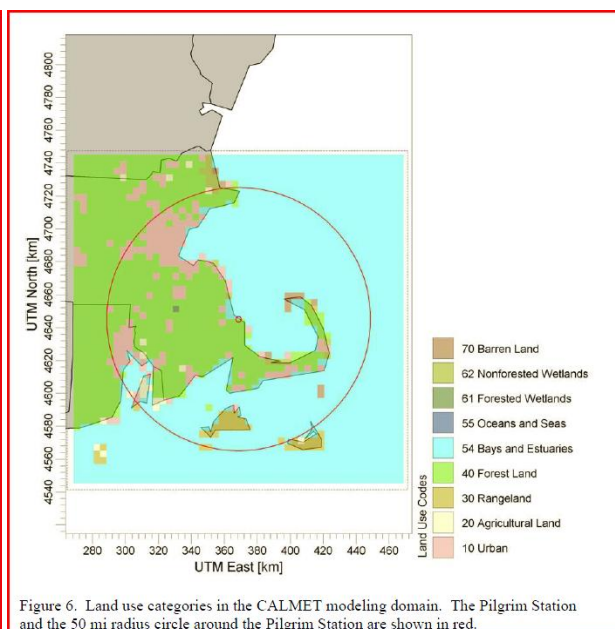 4800
4780
4760
4740
4720
4700
4680
4660
4640
4620
4600
4580
4560
4540
UTM North [km]
280 300 320 340 360 380 400 420 440 460
UTM East [km]
Land Use Codes
70 Barren Land
62 Nonforested Wetlands
61 Forested Wetlands
55 Oceans and Seas
54 Bays and Estuaries
40 Forest Land
30 Rangeland
20 Agricultural Land
10 Urban
Figure 6. Land use categories in the CALMET modeling domain. The Pilgrim Station
and the 50 mi radius circle around the Pilgrim Station are shown in red.